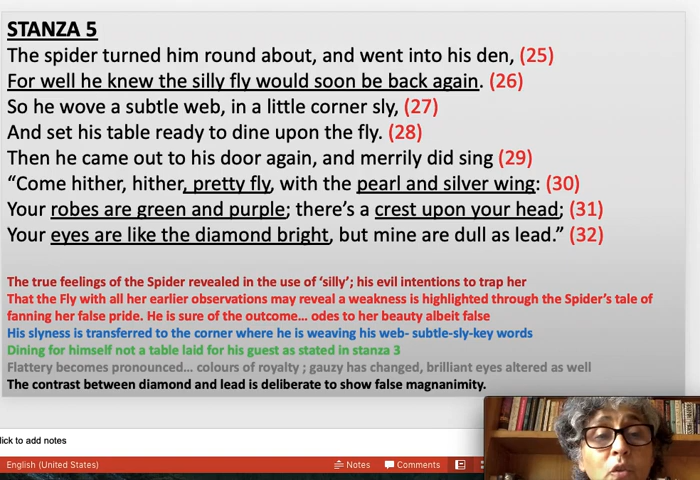 STANZA 5
The spider turned him round about, and went into his den, (25)
For well he knew the silly fly would soon be back again. (26)
So he wove a subtle web, in a little corner sly, (27)
And set his table ready to dine upon the fly. (28)
Then he came out to his door again, and merrily did sing (29)
“Come hither, hither, pretty fly, with the pearl and silver wing: (30)
Your robes are green and purple; there’s a crest upon your head; (31)
Your eyes are like the diamond bright, but mine are dull as lead.” (32)
The true feelings of the Spider revealed in the use of ‘silly’; his evil intentions to trap her
That the Fly with all her earlier observations may reveal a weakness is highlighted through the Spider’s tale of
fanning her false pride. He is sure of the outcome… odes to her beauty albeit false
His slyness is transferred to the corner where he is weaving his web- subtle-sly-key words
Dining for himself not a table laid for his guest as stated in stanza 3
Flattery becomes pronounced… colours of royalty ; gauzy has changed, brilliant eyes altered as well
The contrast between diamond and lead is deliberate to show false magnanimity.
lick to add notes
English (United States) Notes Comments